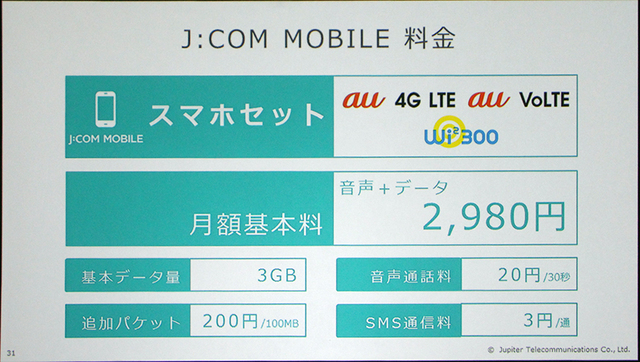 J:COM MOBILE 料金
スマホセット
J:COM MOBILE
au 4G LTE au VoLTE
Wi2 300
月額基本料
音声+データ
2,980円
基本データ量 3GB
音声通話料 20円/30秒
追加パケット 200円/100MB
SMS通信料 3円/通
31
© Jupiter Telecommunications Co., Ltd.